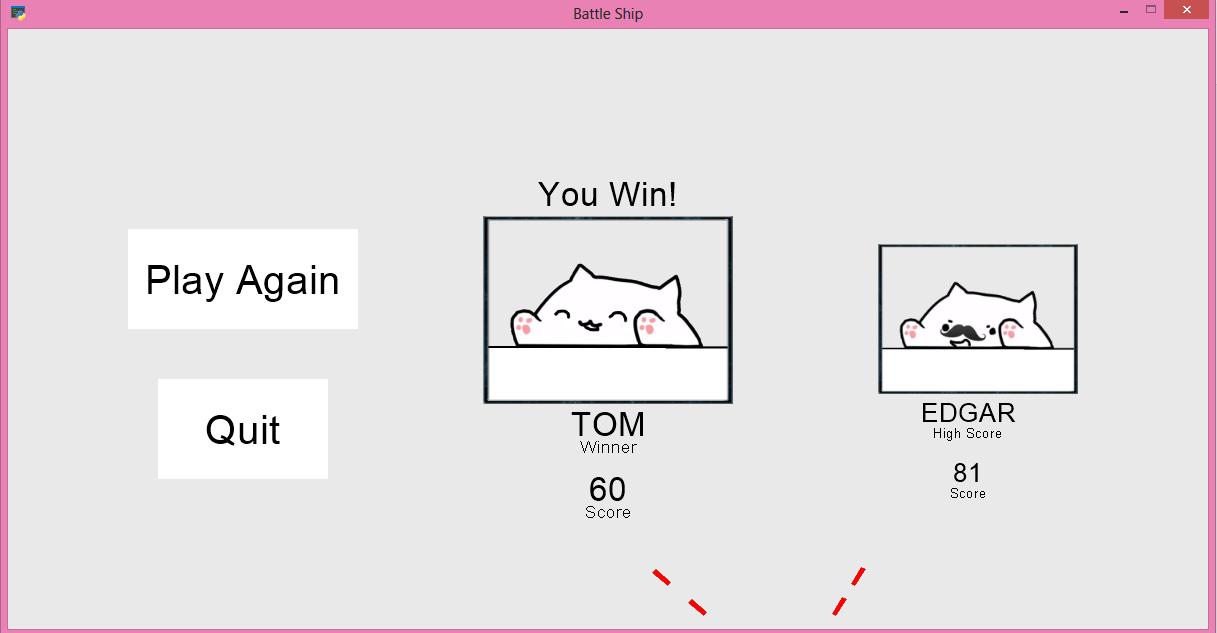 Battle Ship
You Win!
Play Again
Quit
TOM
Winner
60
Score
EDGAR
High Score
81
Score